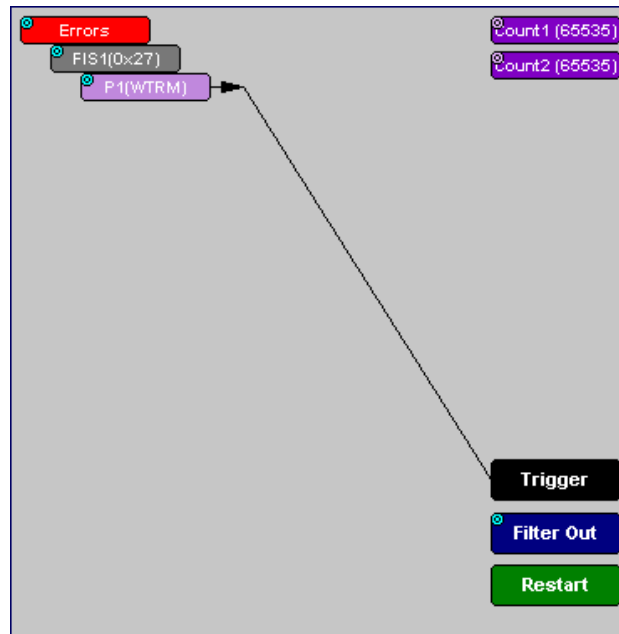 Errors
FIS1(0x27)
P1(WTRM)
Count1 (65535)
Count2 (65535)
Trigger
Filter Out
Restart